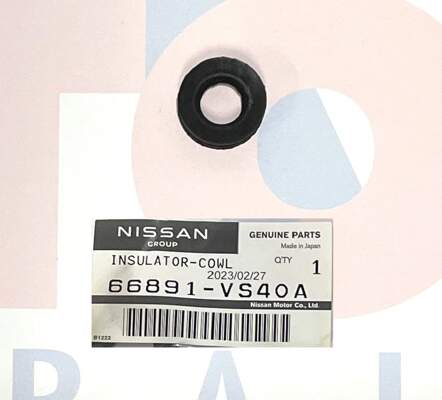 NISSAN GENUINE PARTS
GROUP Made in Japan
INSULATOR-COWL Q'TY 1
2023/02/27
66891-VS40A
Nissan Motor Co., Ltd.
B1222